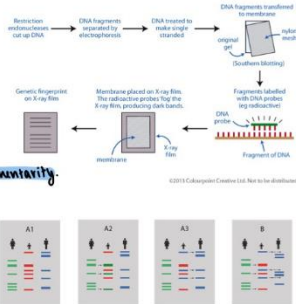 Restriction
endonucleases
cut up DNA
DNA fragments
separated by
electrophoresis
DNA treated to
make single
stranded
DNA fragments transferred
to membrane
original
gel
nylon
mesh
(Southern blotting)
Genetic fingerprint
on X-ray film
Membrane placed on X-ray film.
The radioactive probes 'fog' the
X-ray film, producing dark bands.
Fragments labelled
with DNA probes
(eg radioactive)
DNA
probe
membrane
X-ray
film
Fragment of DNA
mentarity.
©2015 Colourpoint Creative Ltd. Not to be distributed
A1
A2
A3
B